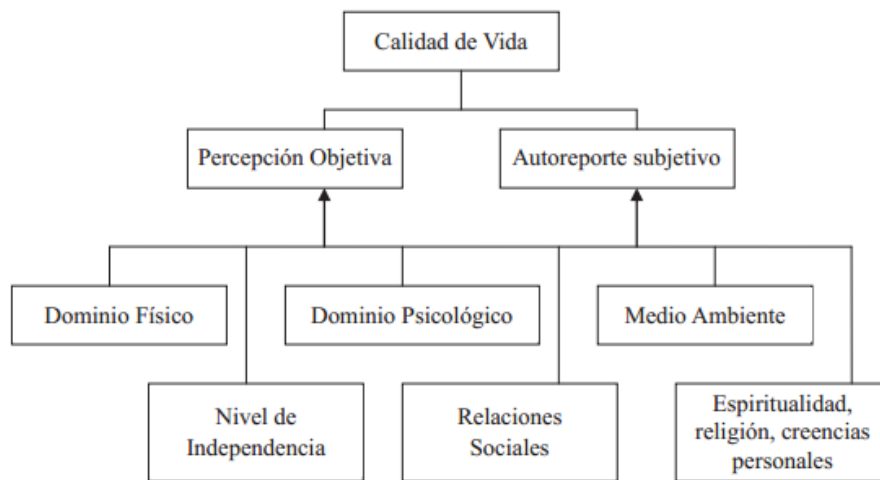 Calidad de Vida
Percepción Objetiva
Autoreporte subjetivo
Dominio Físico
Dominio Psicológico
Medio Ambiente
Nivel de
Independencia
Relaciones
Sociales
Espiritualidad,
religión, creencias
personales